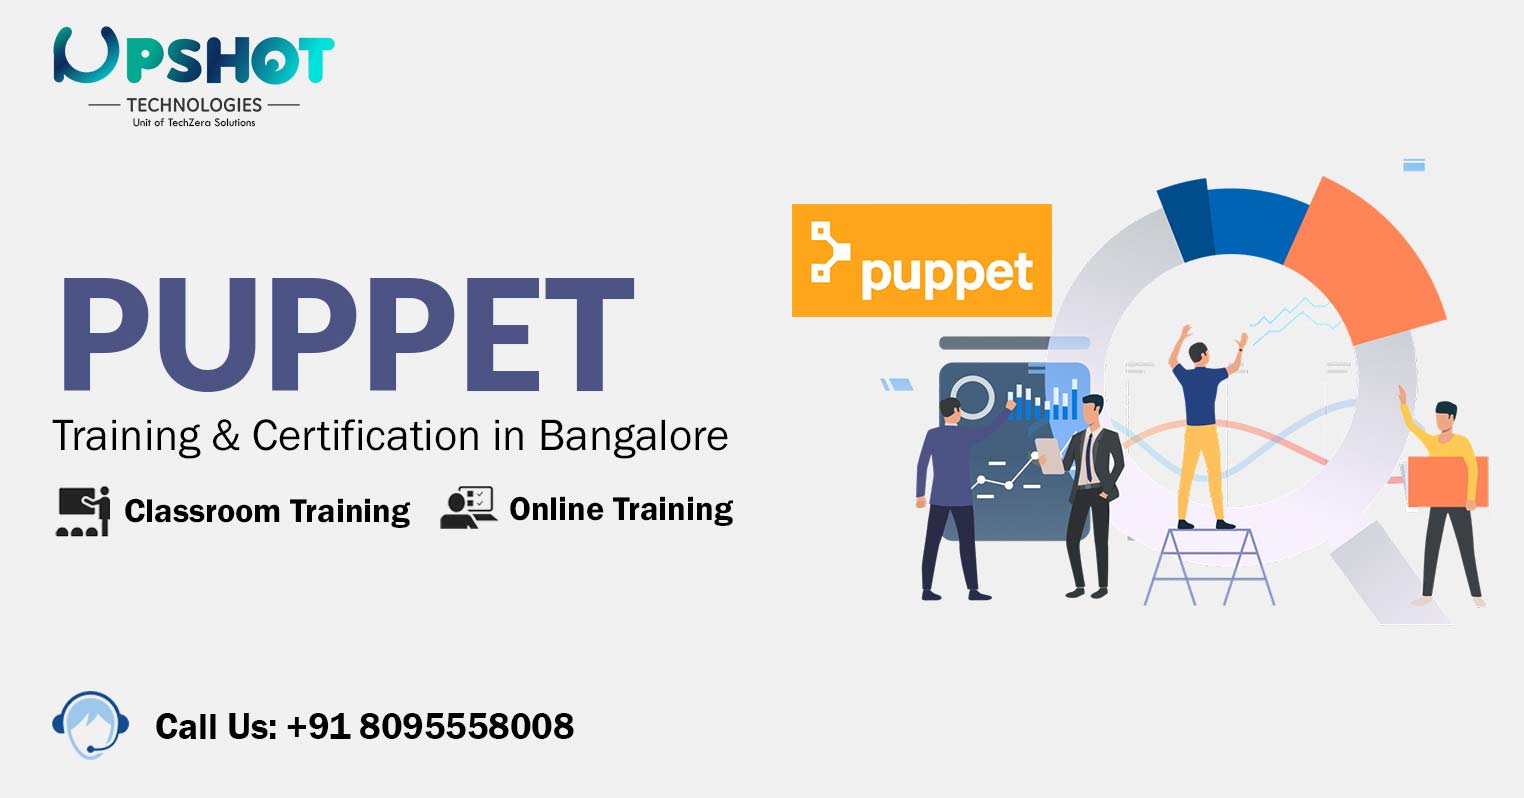 UPSHOT
TECHNOLOGIES
Unit of TechZera Solutions
puppet
PUPPET
Training & Certification in Bangalore
Classroom Training
Online Training
Call Us: +91 8095558008